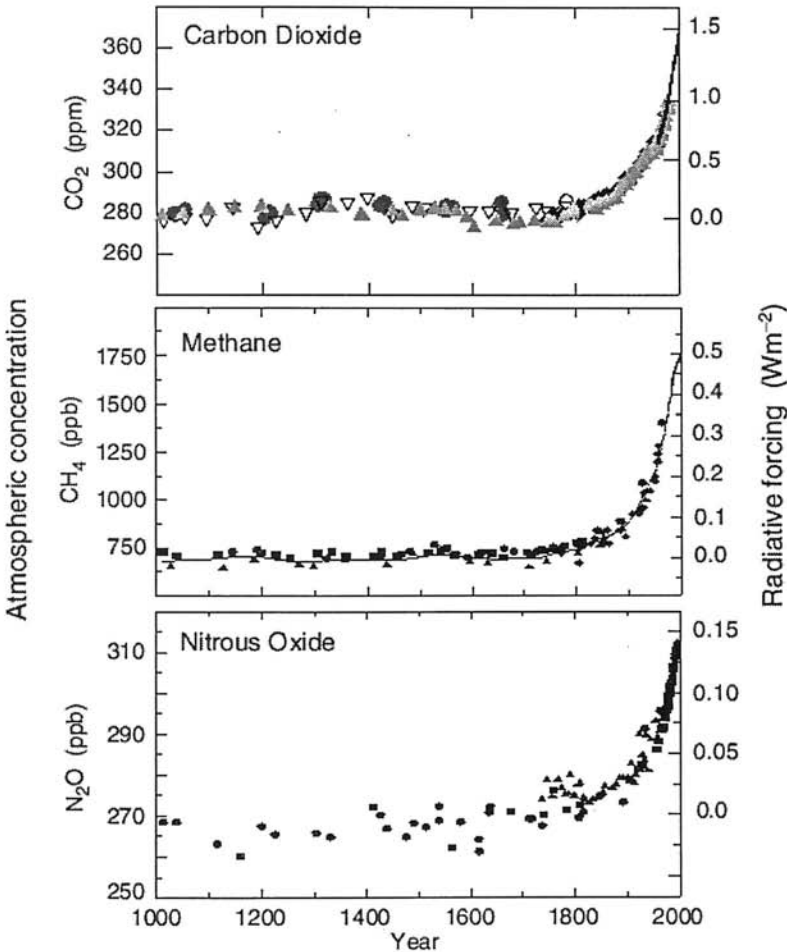 Carbon Dioxide
360
340
320
300
280
260
CO₂ (ppm)
1.5
1.0
0.5
0.0
Methane
1750
1500
1250
1000
750
CH₄ (ppb)
0.5
0.4
0.3
0.2
0.1
0.0
Nitrous Oxide
310
290
270
250
N₂O (ppb)
0.15
0.10
0.05
0.0
1000 1200 1400 1600 1800 2000
Year
Atmospheric concentration
Radiative forcing (Wm⁻²)